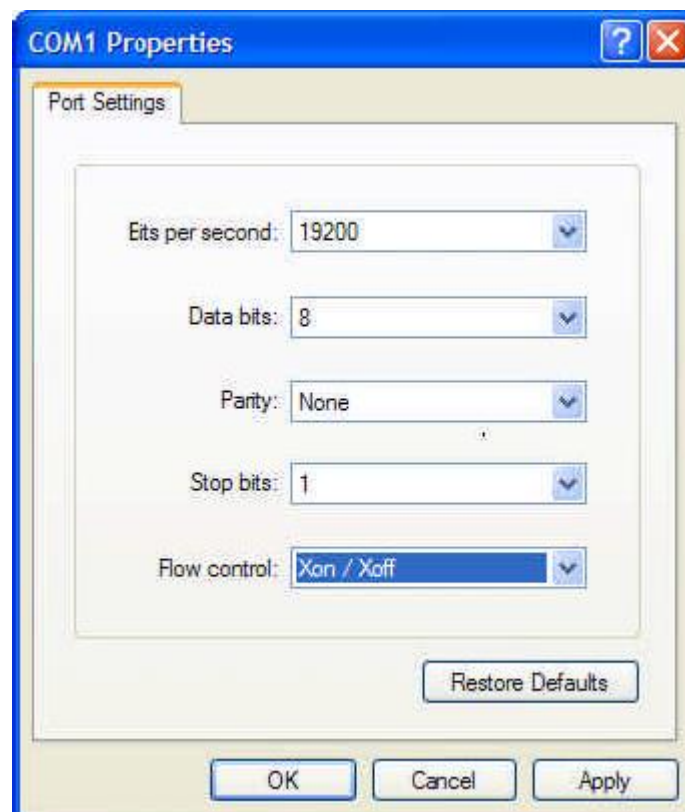 COM1 Properties
Port Settings
Bits per second: 19200
Data bits: 8
Parity: None
Stop bits: 1
Flow control: Xon / Xoff
Restore Defaults
OK Cancel Apply